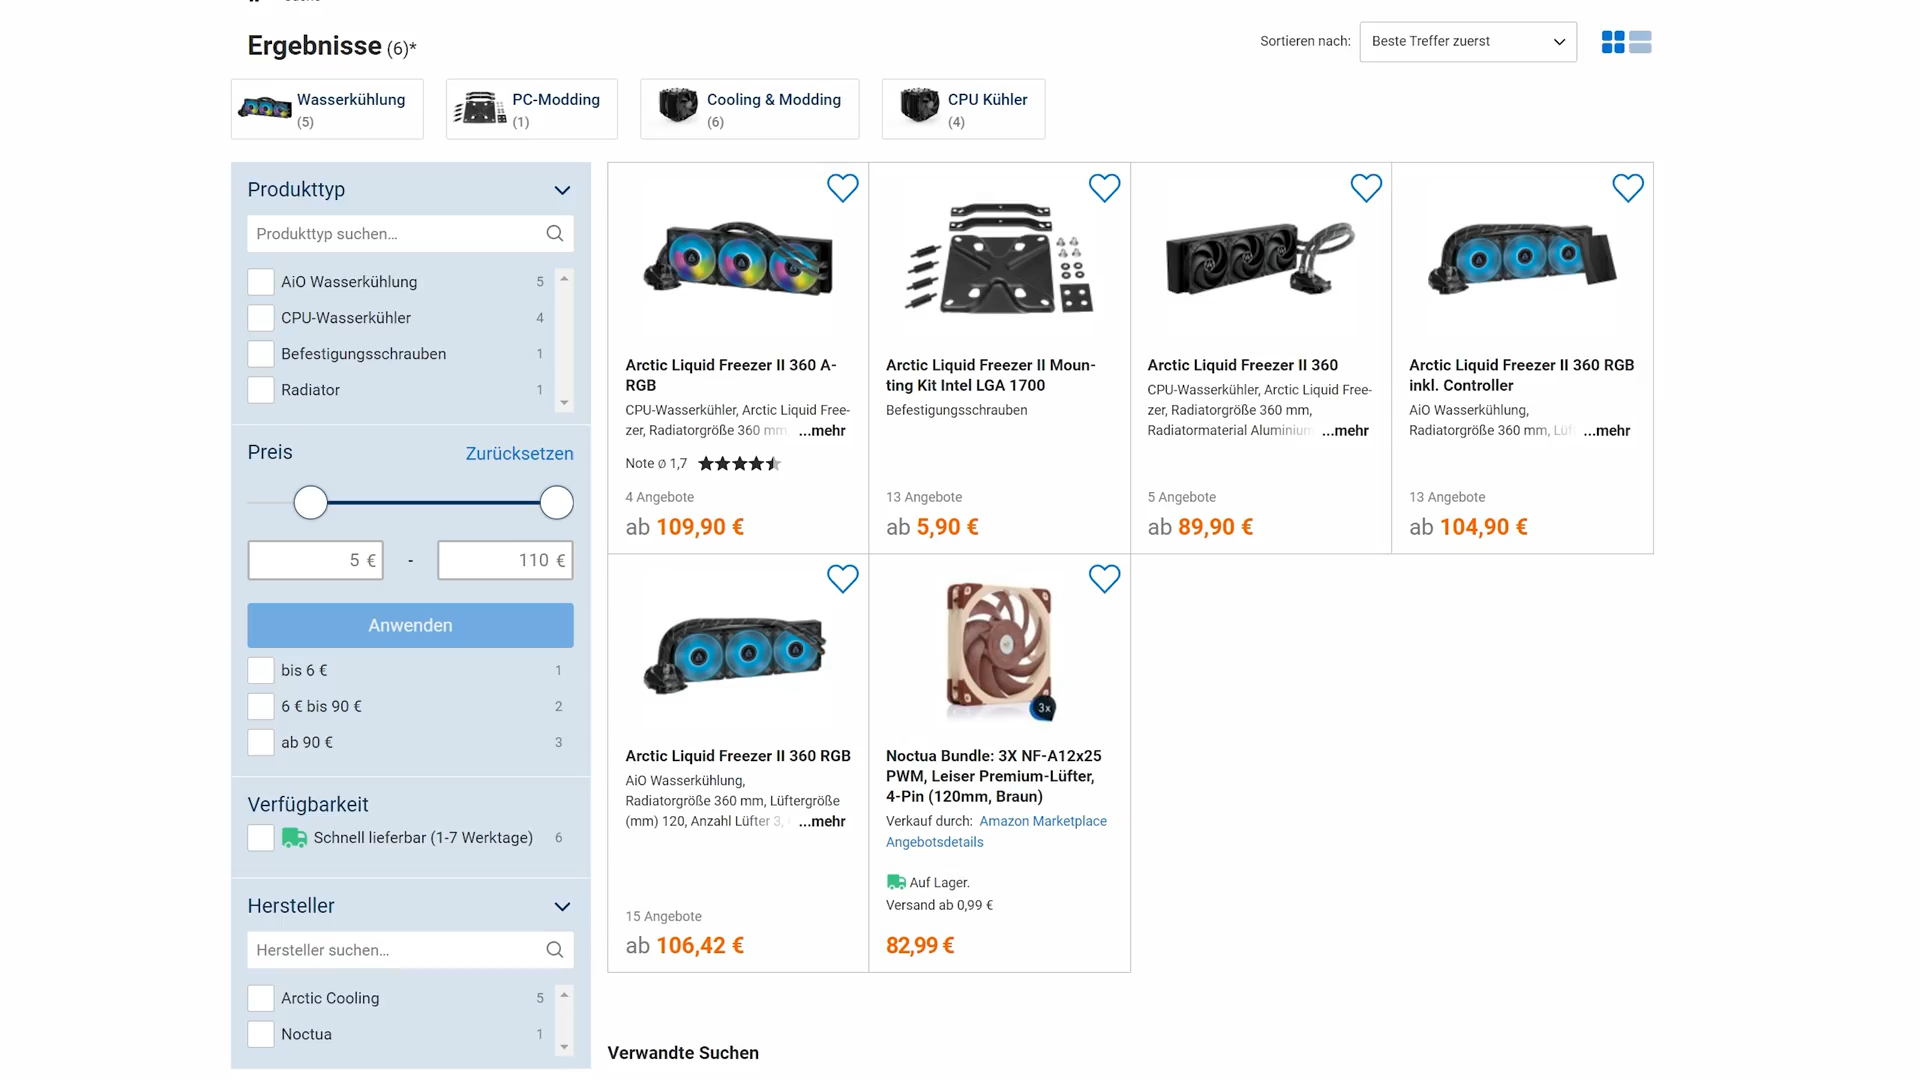 Ergebnisse (6)*
Sortieren nach:
Beste Treffer zuerst
Wasserkühlung
(5)
PC-Modding
(1)
Cooling & Modding
(6)
CPU Kühler
(4)
Produkttyp
Produkttyp suchen...
AiO Wasserkühlung 5
CPU-Wasserkühler 4
Befestigungsschrauben 1
Radiator 1
Preis Zurücksetzen
5 € - 110 €
Anwenden
bis 6 € 1
6 € bis 90 € 2
ab 90 € 3
Verfügbarkeit
Schnell lieferbar (1-7 Werktage) 6
Hersteller
Hersteller suchen...
Arctic Cooling 5
Noctua 1
Arctic Liquid Freezer II 360 A-
RGB
CPU-Wasserkühler, Arctic Liquid Free-
zer, Radiatorgröße 360 mm, ...mehr
Note ∅ 1,7
4 Angebote
ab 109,90 €
Arctic Liquid Freezer II Moun-
ting Kit Intel LGA 1700
Befestigungsschrauben
13 Angebote
ab 5,90 €
Arctic Liquid Freezer II 360
CPU-Wasserkühler, Arctic Liquid Free-
zer, Radiatorgröße 360 mm,
Radiatormaterial Aluminium ...mehr
5 Angebote
ab 89,90 €
Arctic Liquid Freezer II 360 RGB
inkl. Controller
AiO Wasserkühlung,
Radiatorgröße 360 mm, Lüf ...mehr
13 Angebote
ab 104,90 €
Arctic Liquid Freezer II 360 RGB
AiO Wasserkühlung,
Radiatorgröße 360 mm, Lüftergröße
(mm) 120, Anzahl Lüfter 3, ...mehr
15 Angebote
ab 106,42 €
3x
Noctua Bundle: 3X NF-A12x25
PWM, Leiser Premium-Lüfter,
4-Pin (120mm, Braun)
Verkauf durch: Amazon Marketplace
Angebotsdetails
Auf Lager.
Versand ab 0,99 €
82,99 €
Verwandte Suchen